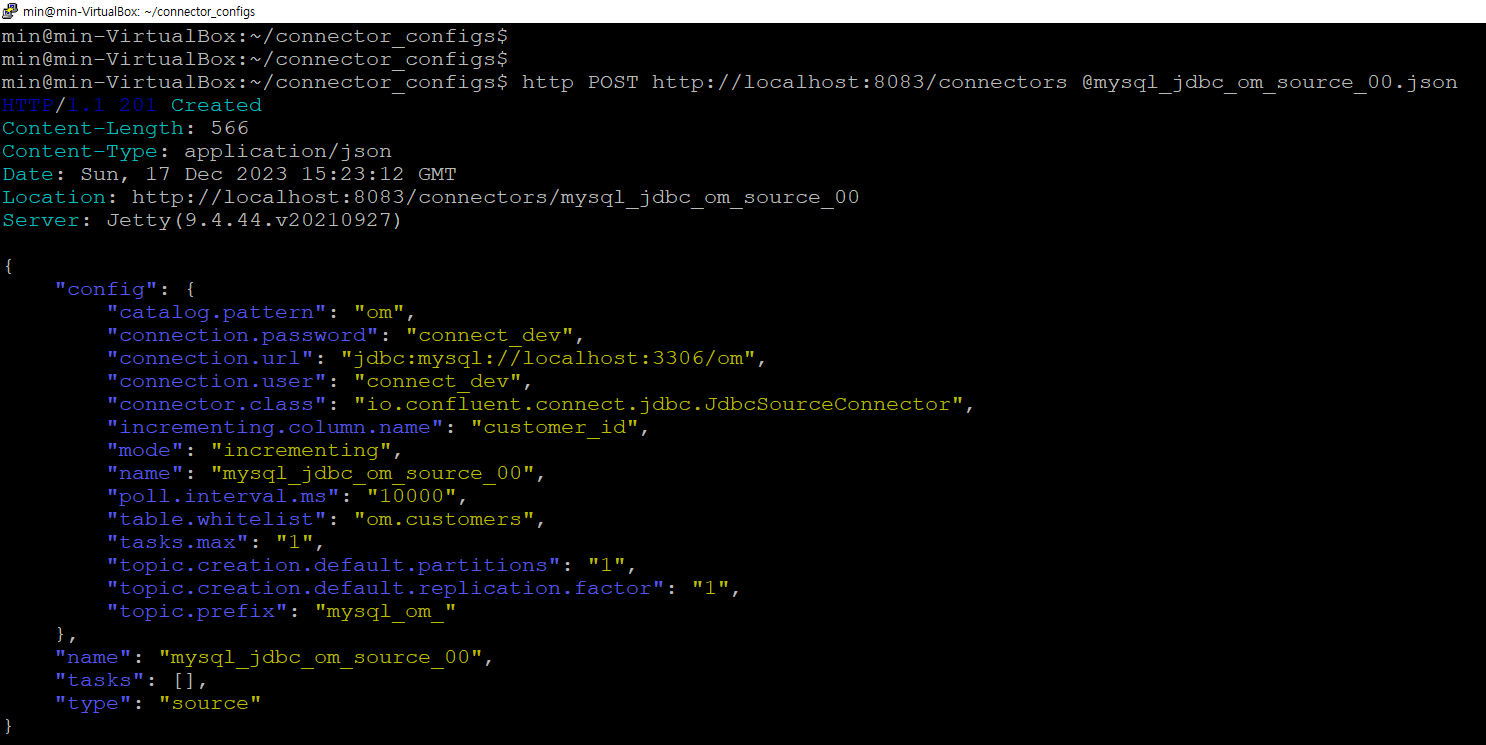 min@min-VirtualBox: ~/connector_configs
min@min-VirtualBox:~/connector_configs$
min@min-VirtualBox:~/connector_configs$
min@min-VirtualBox:~/connector_configs$ http POST http://localhost:8083/connectors @mysql_jdbc_om_source_00.json
HTTP/1.1 201 Created
Content-Length: 566
Content-Type: application/json
Date: Sun, 17 Dec 2023 15:23:12 GMT
Location: http://localhost:8083/connectors/mysql_jdbc_om_source_00
Server: Jetty(9.4.44.v20210927)

{
    "config": {
        "catalog.pattern": "om",
        "connection.password": "connect_dev",
        "connection.url": "jdbc:mysql://localhost:3306/om",
        "connection.user": "connect_dev",
        "connector.class": "io.confluent.connect.jdbc.JdbcSourceConnector",
        "incrementing.column.name": "customer_id",
        "mode": "incrementing",
        "name": "mysql_jdbc_om_source_00",
        "poll.interval.ms": "10000",
        "table.whitelist": "om.customers",
        "tasks.max": "1",
        "topic.creation.default.partitions": "1",
        "topic.creation.default.replication.factor": "1",
        "topic.prefix": "mysql_om_"
    },
    "name": "mysql_jdbc_om_source_00",
    "tasks": [],
    "type": "source"
}